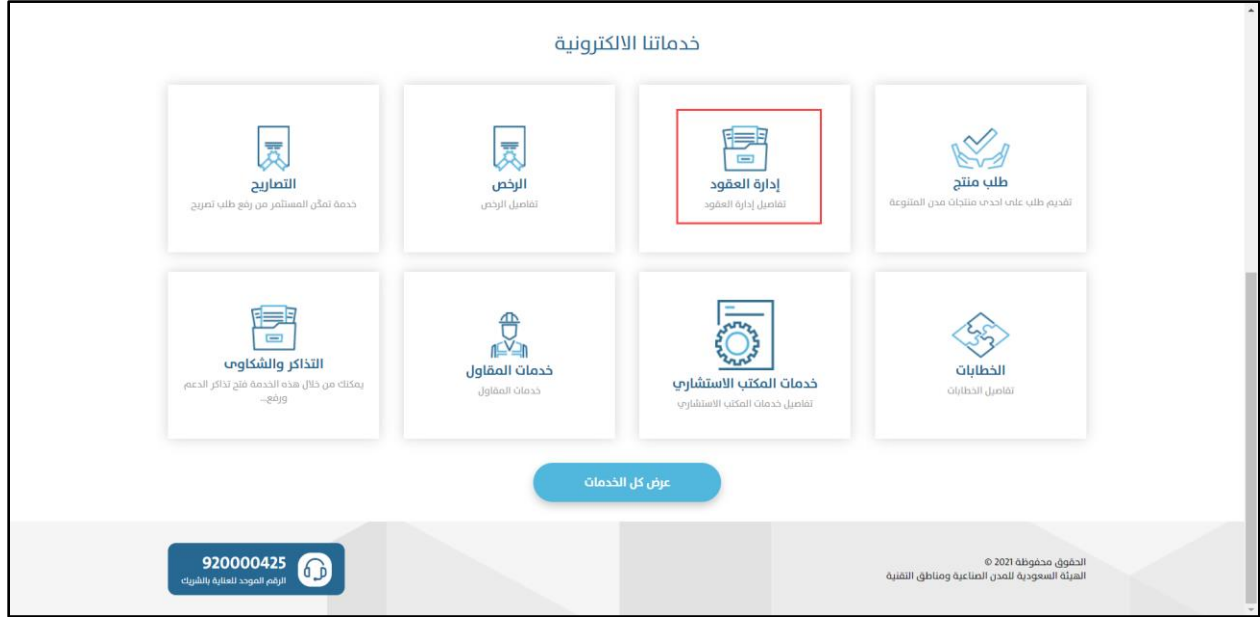 خدماتنا الالكترونية
طلب منتج
تقديم طلب على احدى منتجات مدن المتنوعة
إدارة العقود
تفاصيل إدارة العقود
الرخص
تفاصيل الرخص
التصاريح
خدمة تمكّن المستثمر من رفع طلب تصريح
الخطابات
تفاصيل الخطابات
خدمات المكتب الاستشاري
تفاصيل خدمات المكتب الاستشاري
خدمات المقاول
خدمات المقاول
التذاكر والشكاوى
يمكنك من خلال هذه الخدمة فتح تذاكر الدعم
ورفع...
عرض كل الخدمات
الحقوق محفوظة 2021 ©
الهيئة السعودية للمدن الصناعية ومناطق التقنية
920000425
الرقم الموحد للعناية بالشريك